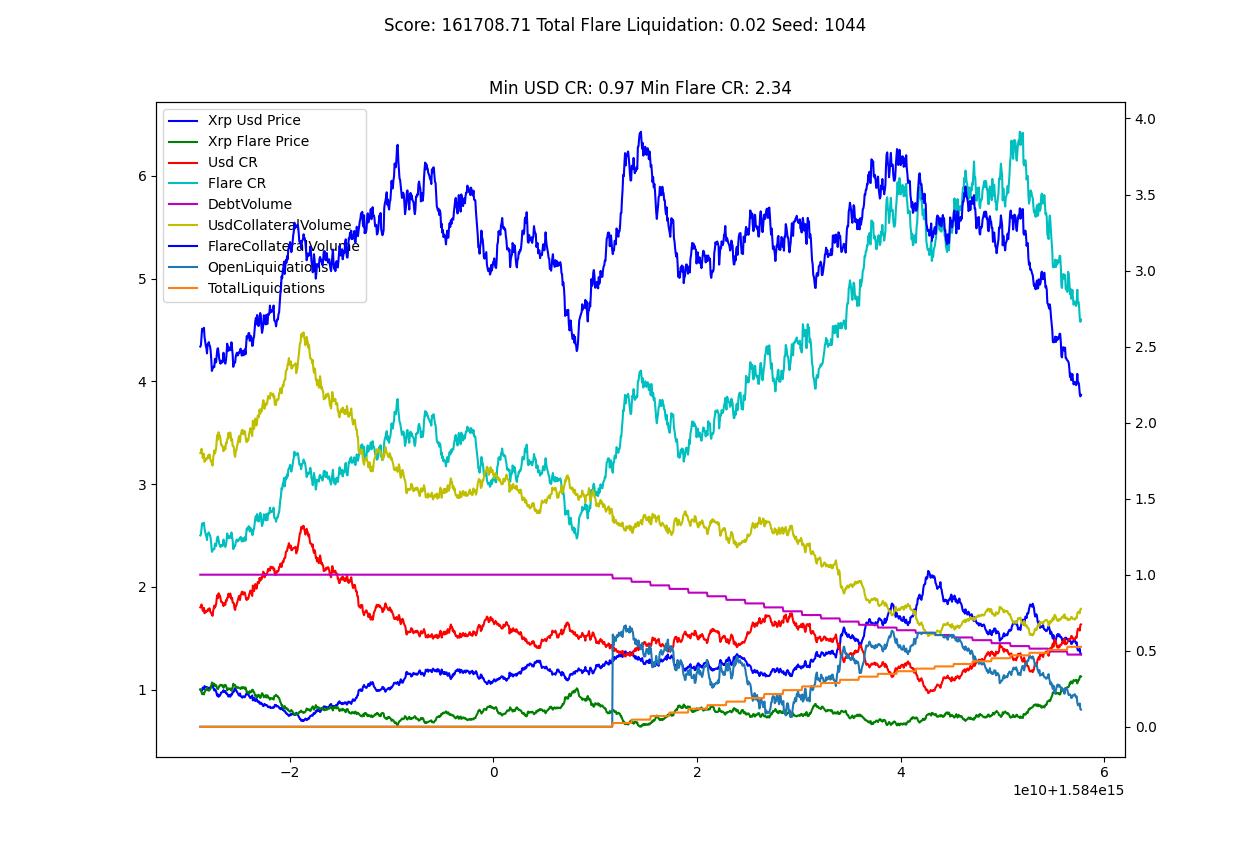 Score: 161708.71 Total Flare Liquidation: 0.02 Seed: 1044
Min USD CR: 0.97 Min Flare CR: 2.34
Xrp Usd Price
Xrp Flare Price
Usd CR
Flare CR
DebtVolume
UsdCollateralVolume
FlareCollateralVolume
OpenLiquidations
TotalLiquidations
6
5
4
3
2
1
4.0
3.5
3.0
2.5
2.0
1.5
1.0
0.5
0.0
−2
0
2
4
6
1e10+1.584e15